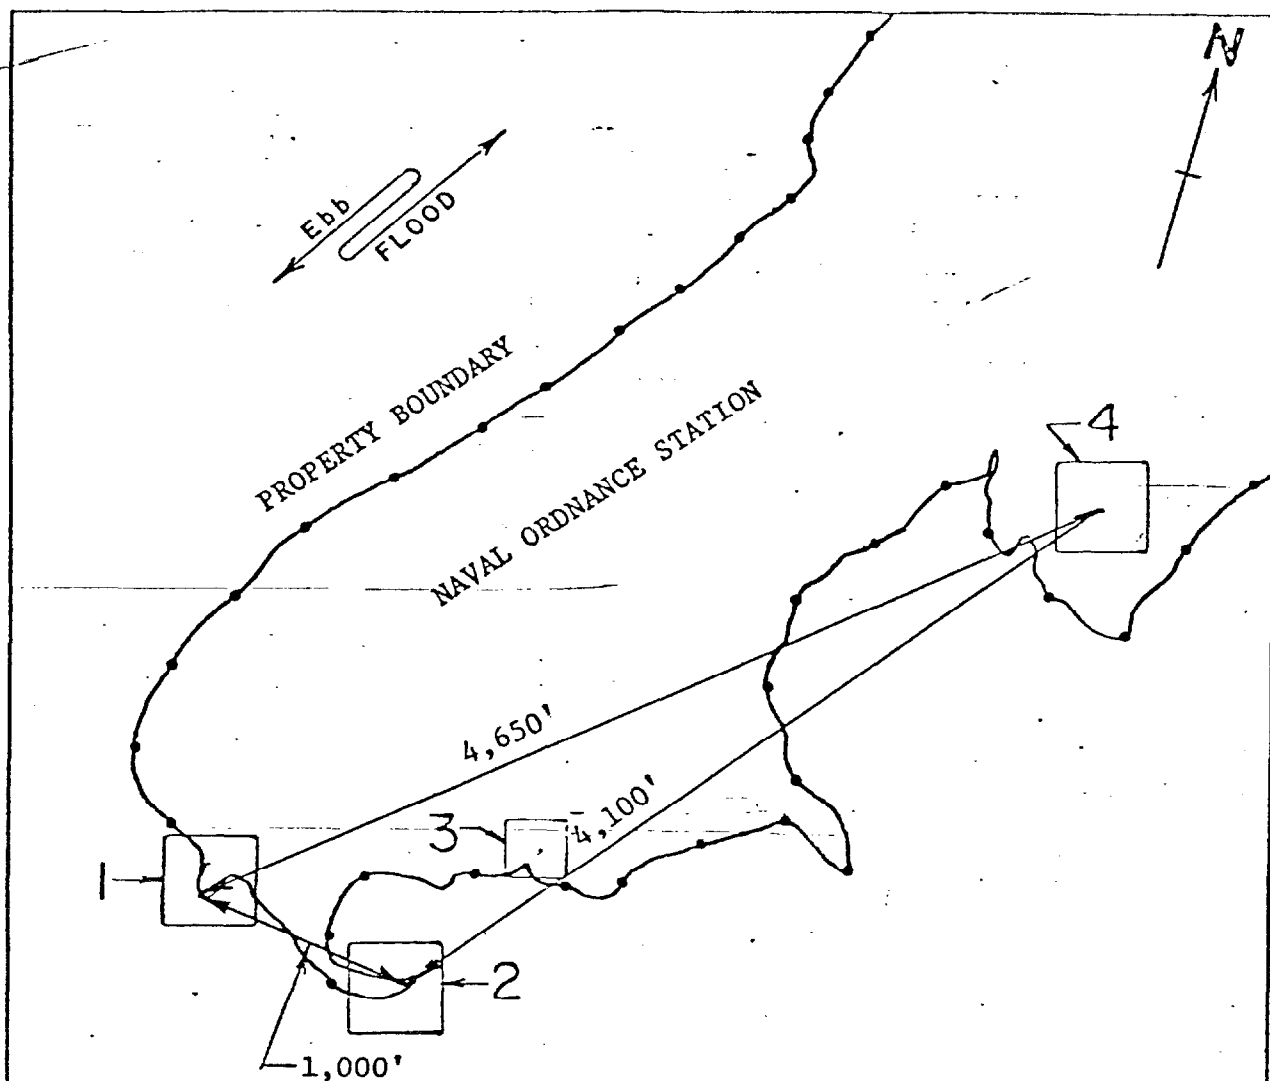 N
Ebb
FLOOD
PROPERTY BOUNDARY
NAVAL ORDNANCE STATION
4
4,650'
4,100'
3
1
2
1,000'